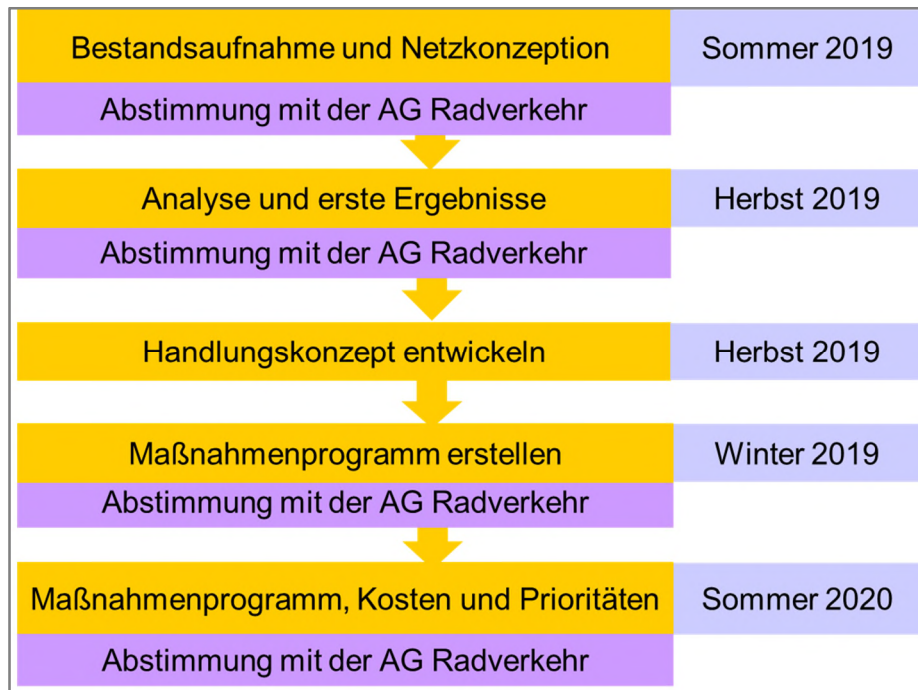 Bestandsaufnahme und Netzkonzeption
Sommer 2019
Abstimmung mit der AG Radverkehr
Analyse und erste Ergebnisse
Herbst 2019
Abstimmung mit der AG Radverkehr
Handlungskonzept entwickeln
Herbst 2019
Maßnahmenprogramm erstellen
Winter 2019
Abstimmung mit der AG Radverkehr
Maßnahmenprogramm, Kosten und Prioritäten
Sommer 2020
Abstimmung mit der AG Radverkehr